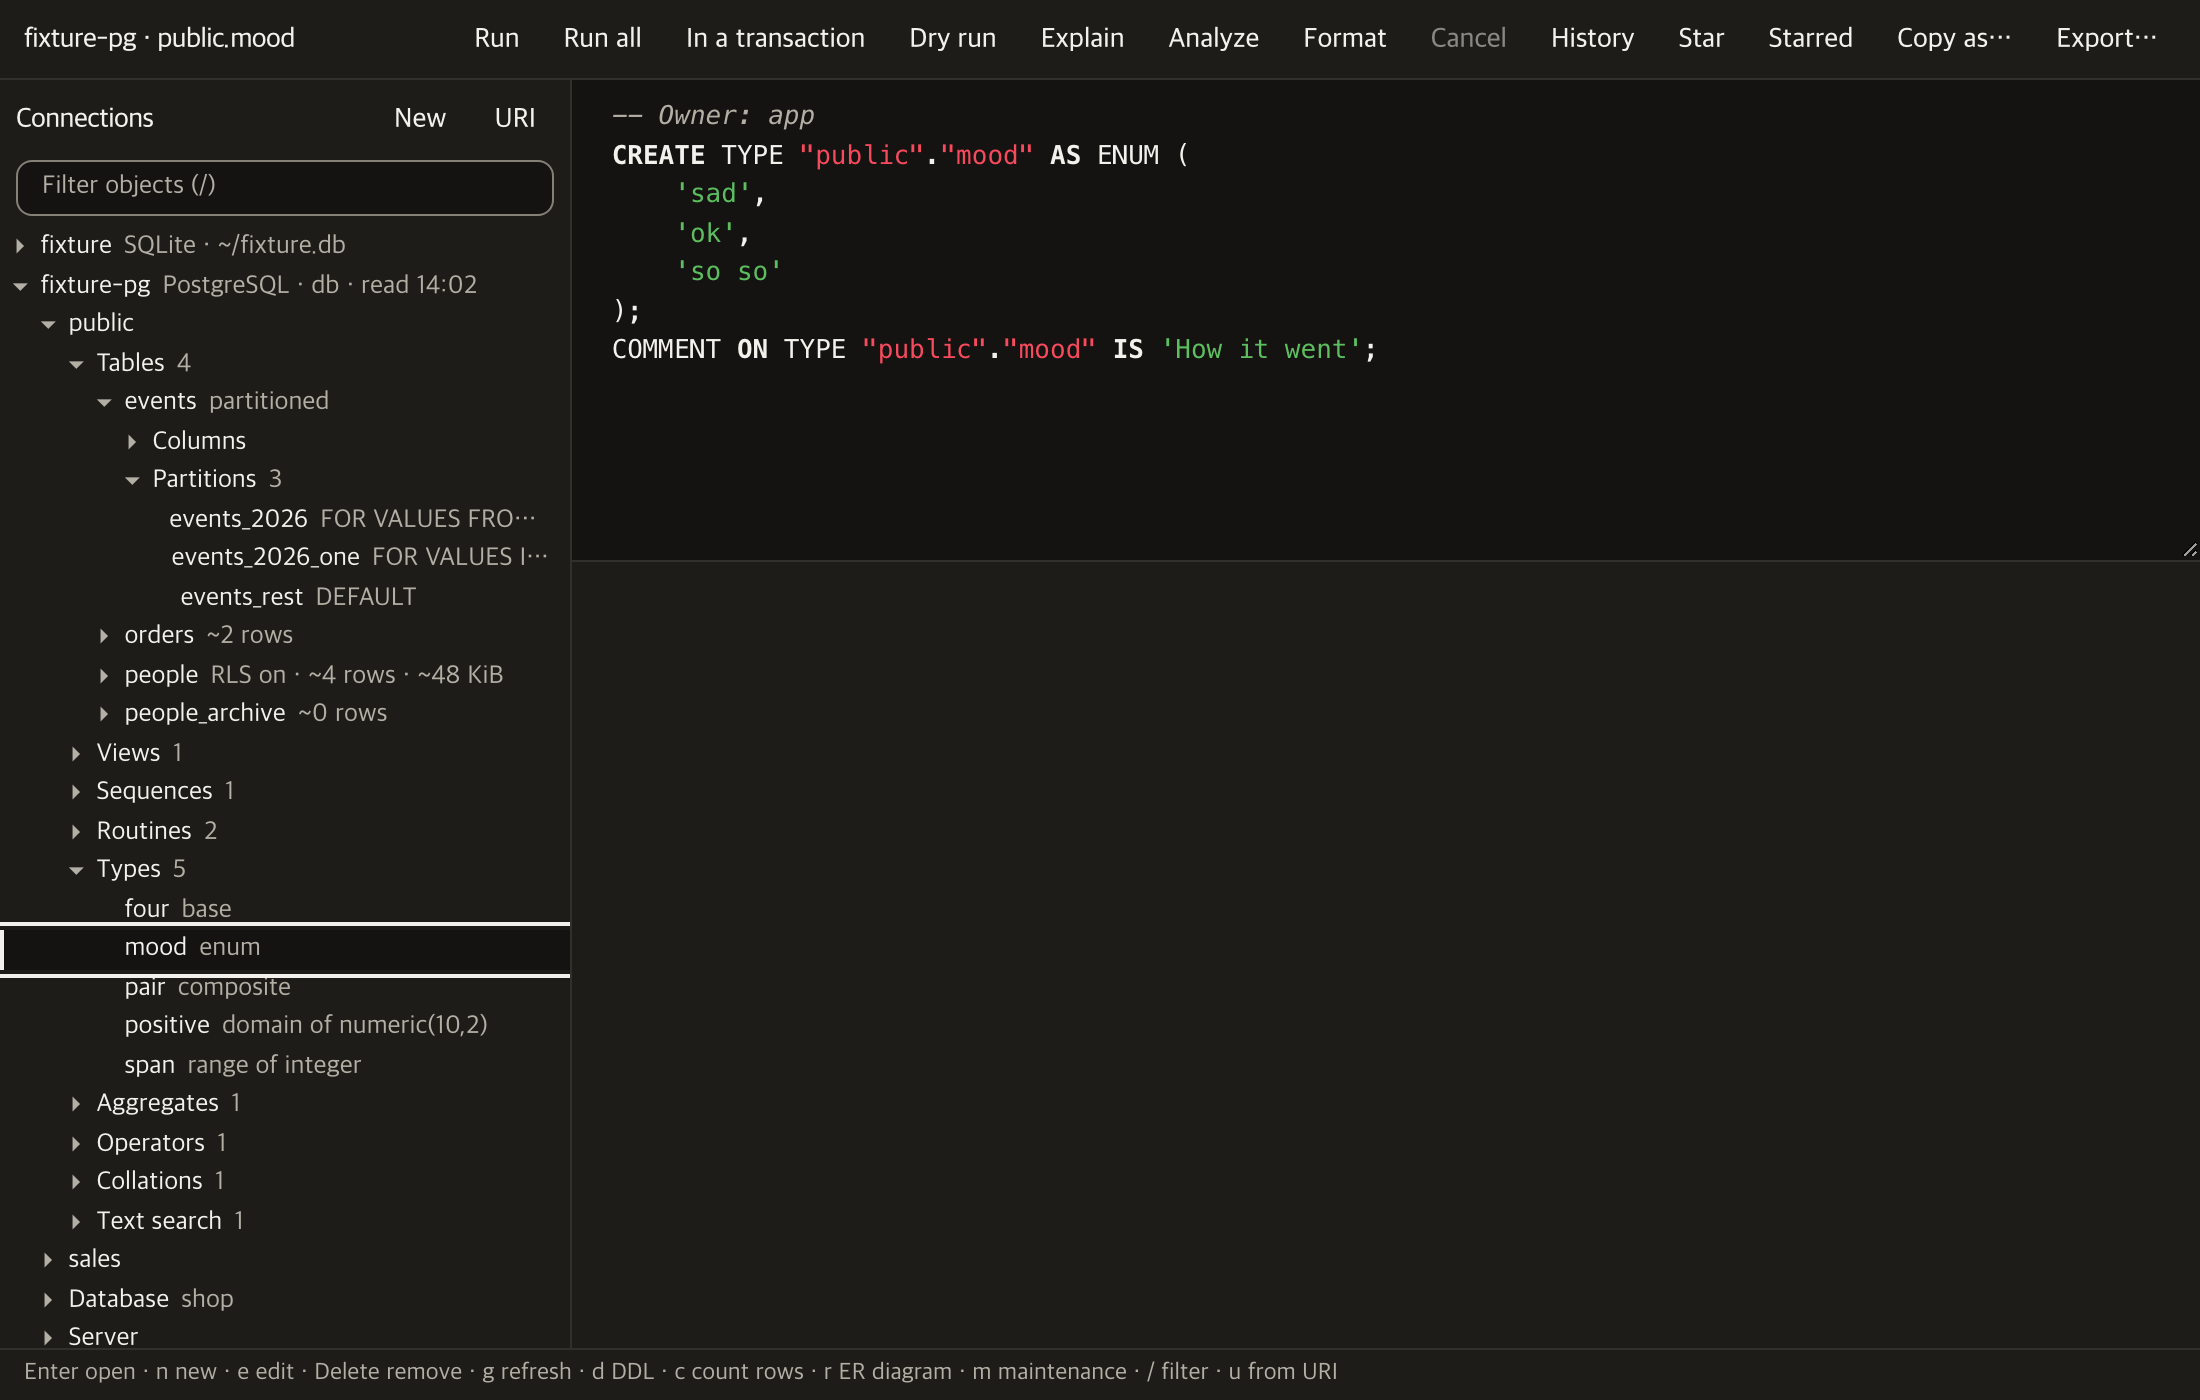 fixture-pg · public.mood
Run Run all In a transaction Dry run Explain Analyze Format Cancel History Star Starred Copy as··· Export···
Connections New URI
Filter objects (/)
fixture SQLite · ~/fixture.db
fixture-pg PostgreSQL · db · read 14:02
public
Tables 4
events partitioned
Columns
Partitions 3
events_2026 FOR VALUES FRO···
events_2026_one FOR VALUES I···
events_rest DEFAULT
orders ~2 rows
people RLS on · ~4 rows · ~48 KiB
people_archive ~0 rows
Views 1
Sequences 1
Routines 2
Types 5
four base
mood enum
pair composite
positive domain of numeric(10,2)
span range of integer
Aggregates 1
Operators 1
Collations 1
Text search 1
sales
Database shop
Server
-- Owner: app
CREATE TYPE "public"."mood" AS ENUM (
'sad',
'ok',
'so so'
);
COMMENT ON TYPE "public"."mood" IS 'How it went';
Enter open · n new · e edit · Delete remove · g refresh · d DDL · c count rows · r ER diagram · m maintenance · / filter · u from URI